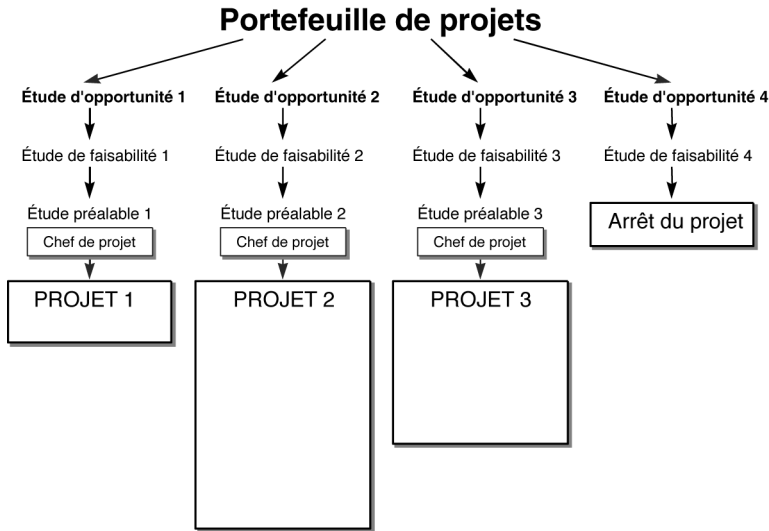 Portefeuille de projets
Étude d'opportunité 1
Étude d'opportunité 2
Étude d'opportunité 3
Étude d'opportunité 4
Étude de faisabilité 1
Étude de faisabilité 2
Étude de faisabilité 3
Étude de faisabilité 4
Étude préalable 1
Étude préalable 2
Étude préalable 3
Arrêt du projet
Chef de projet
Chef de projet
Chef de projet
PROJET 1
PROJET 2
PROJET 3